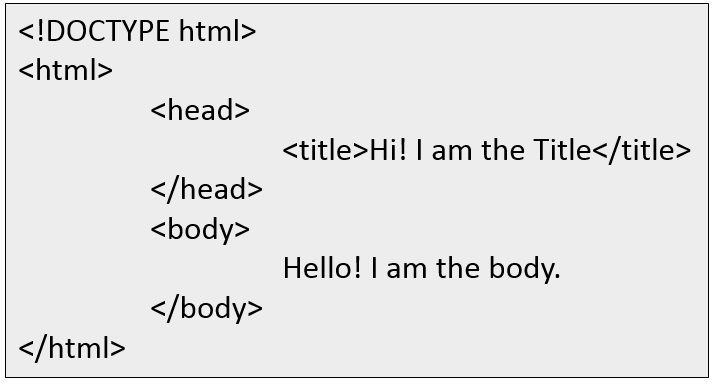 <!DOCTYPE html>
<html>
<head>
<title>Hi! I am the Title</title>
</head>
<body>
Hello! I am the body.
</body>
</html>